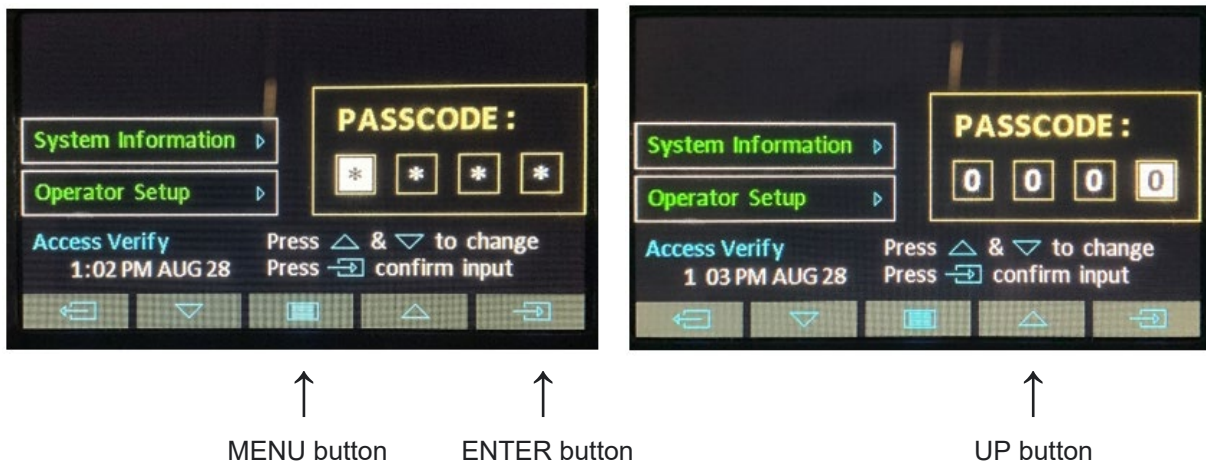 System Information
Operator Setup
PASSCODE :
* * * *
Access Verify
1:02 PM AUG 28
Press △ & ▽ to change
Press confirm input
System Information
Operator Setup
PASSCODE :
0 0 0 0
Access Verify
1 03 PM AUG 28
Press △ & ▽ to change
Press confirm input
MENU button
ENTER button
UP button